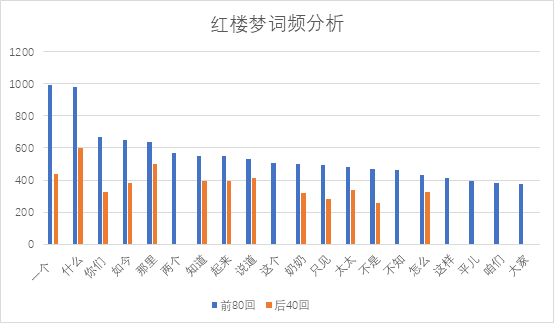 红楼梦词频分析
1200
1000
800
600
400
200
0
一个 什么 你们 如今 那里 两个 知道 起来 说道 这个 奶奶 只见 太太 不是 不知 怎么 这样 平儿 咱们 大家
前80回 后40回